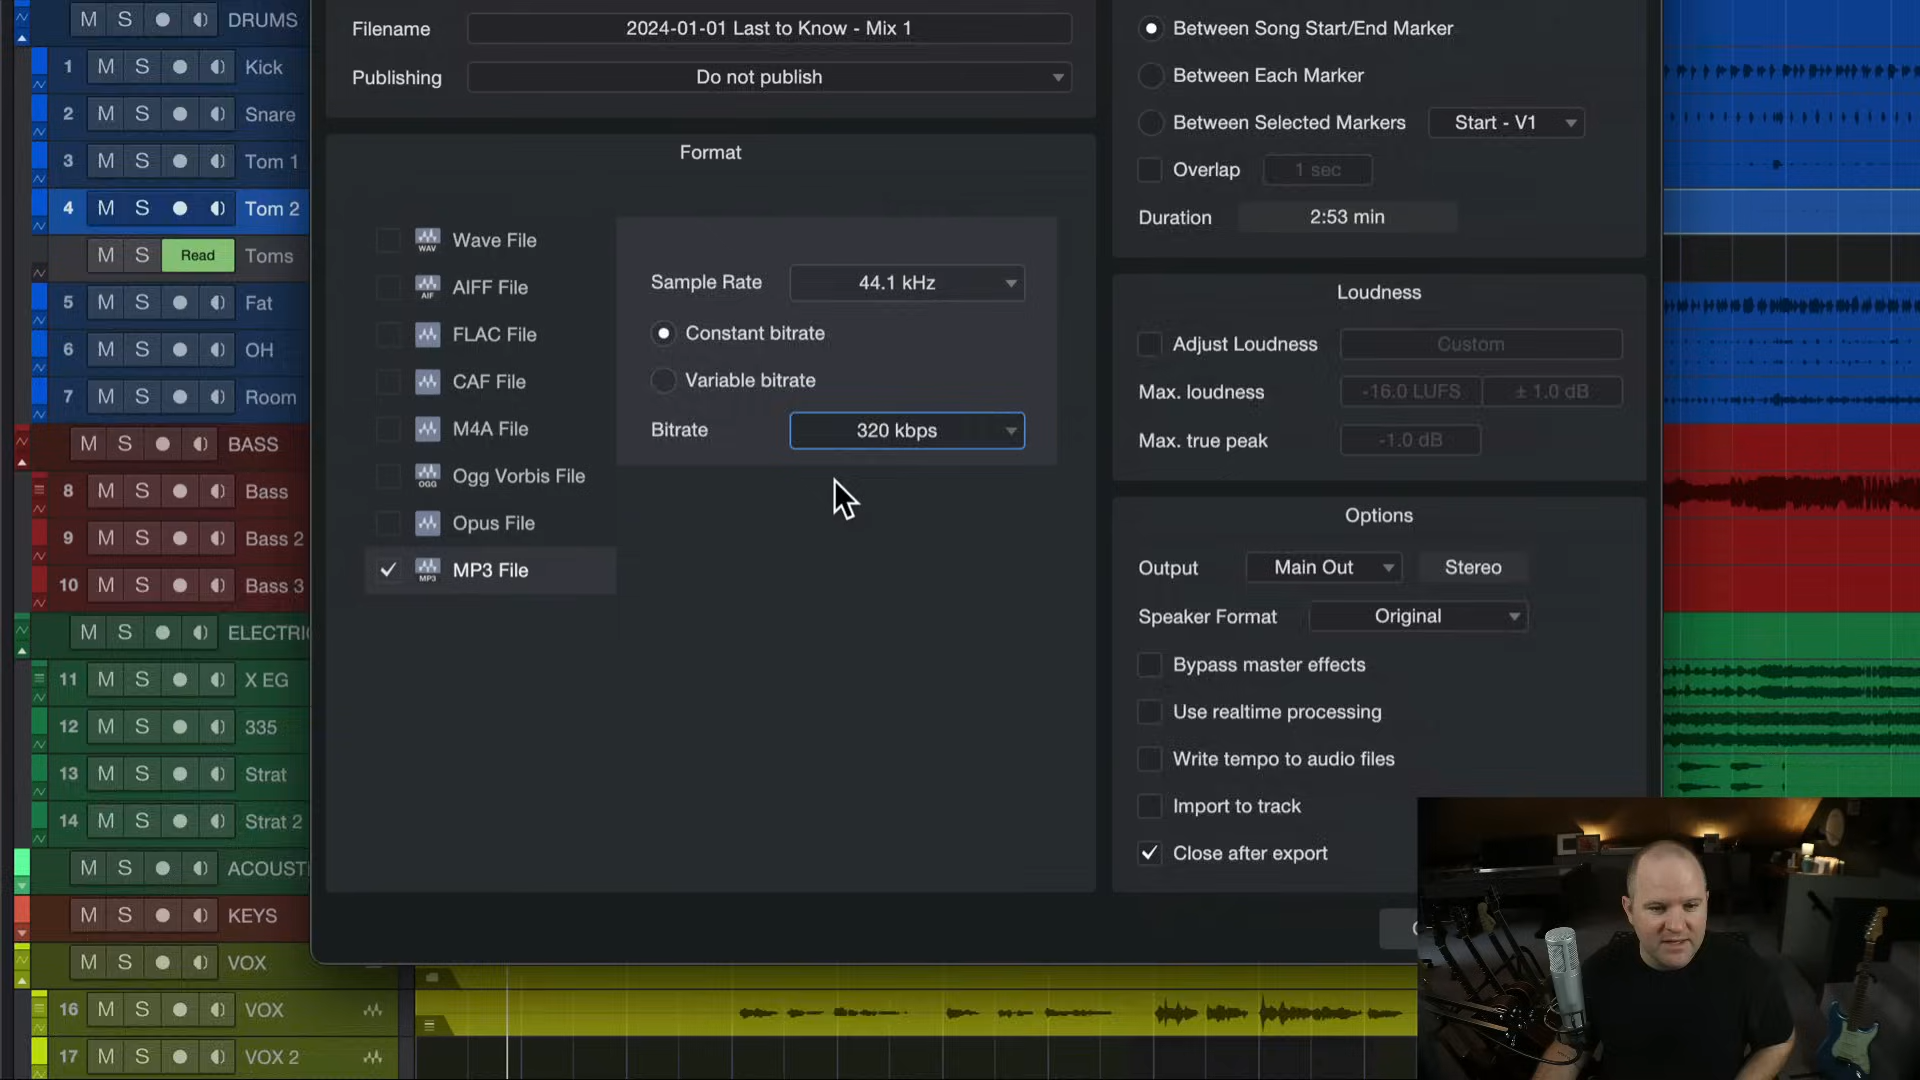 M S DRUMS
1 M S Kick
2 M S Snare
3 M S Tom 1
4 M S Tom 2
M S Read Toms
5 M S Fat
6 M S OH
7 M S Room
M S BASS
8 M S Bass
9 M S Bass 2
10 M S Bass 3
M S ELECTRI
11 M S X EG
12 M S 335
13 M S Strat
14 M S Strat 2
M S ACOUST
M S KEYS
M S VOX
16 M S VOX
17 M S VOX 2
Filename 2024-01-01 Last to Know - Mix 1
Publishing Do not publish
Format
WAV Wave File
AIF AIFF File
FLAC File
CAF File
M4A File
OGG Ogg Vorbis File
Opus File
MP3 MP3 File
Sample Rate 44.1 kHz
Constant bitrate
Variable bitrate
Bitrate 320 kbps
Between Song Start/End Marker
Between Each Marker
Between Selected Markers Start - V1
Overlap 1 sec
Duration 2:53 min
Loudness
Adjust Loudness Custom
Max. loudness -16.0 LUFS ± 1.0 dB
Max. true peak -1.0 dB
Options
Output Main Out Stereo
Speaker Format Original
Bypass master effects
Use realtime processing
Write tempo to audio files
Import to track
Close after export